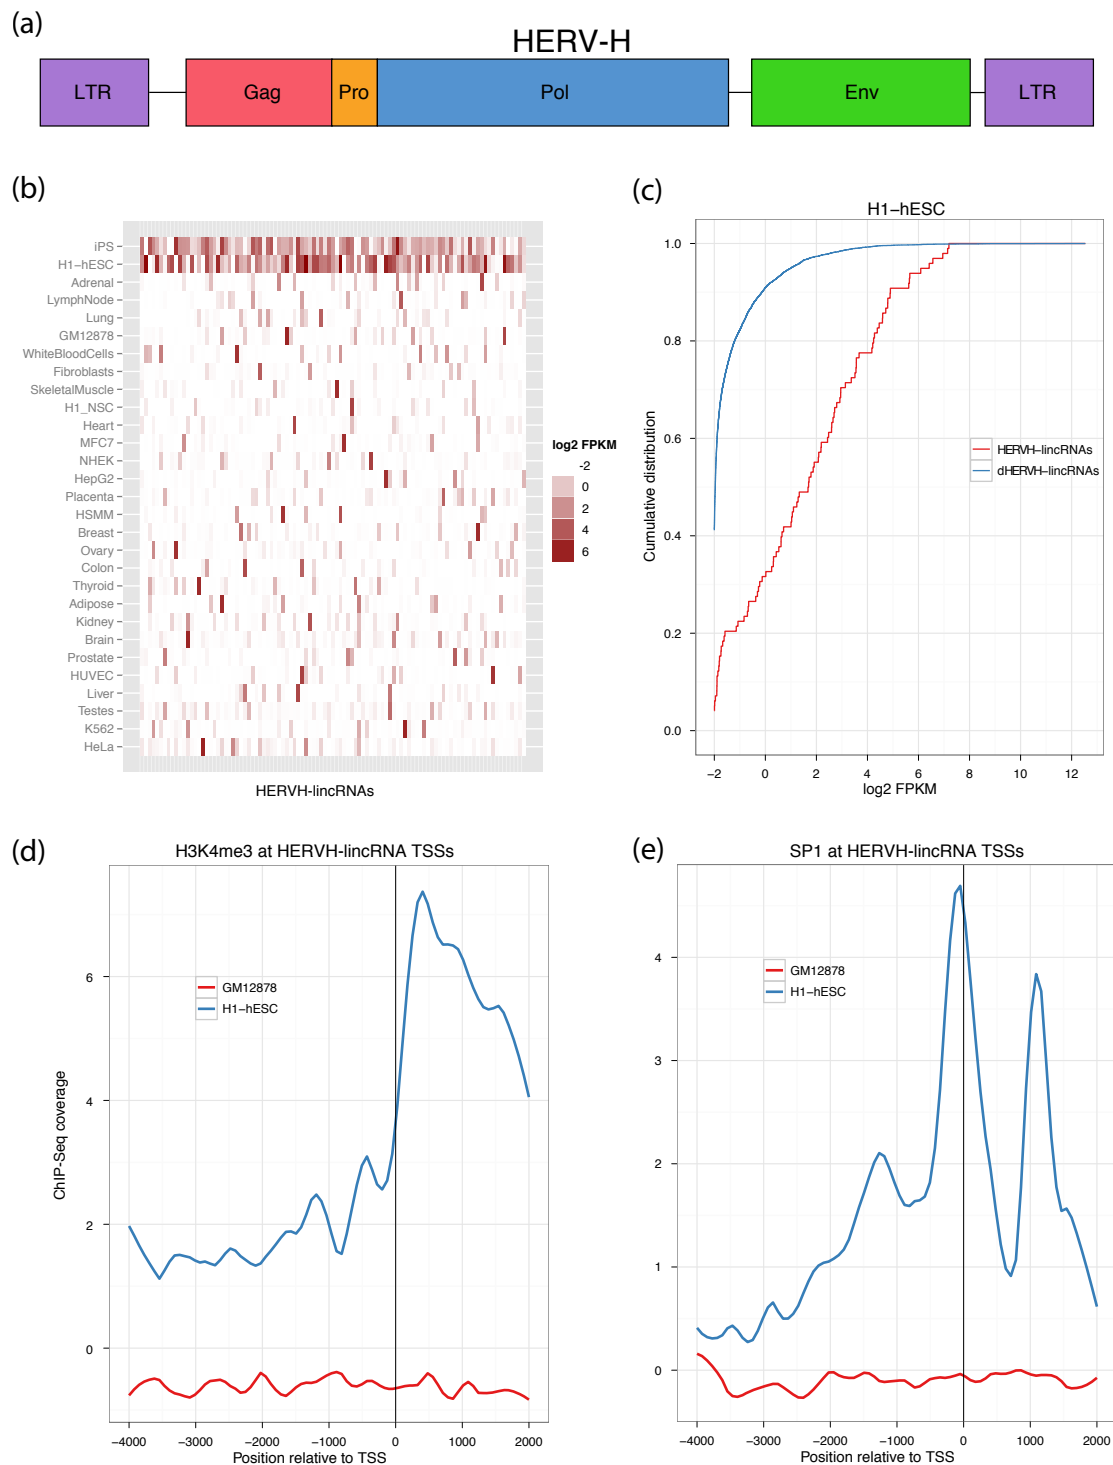 (a)
HERV-H
LTR Gag Pro Pol Env LTR
(b)
iPS
H1-hESC
Adrenal
LymphNode
Lung
GM12878
WhiteBloodCells
Fibroblasts
SkeletalMuscle
H1_NSC
Heart
MFC7
NHEK
HepG2
Placenta
HSMM
Breast
Ovary
Colon
Thyroid
Adipose
Kidney
Brain
Prostate
HUVEC
Liver
Testes
K562
HeLa
HERVH-lincRNAs
log2 FPKM
-2
0
2
4
6
(c)
H1-hESC
Cumulative distribution
1.0
0.8
0.6
0.4
0.2
0.0
HERVH-lincRNAs
dHERVH-lincRNAs
-2 0 2 4 6 8 10 12
log2 FPKM
(d)
H3K4me3 at HERVH-lincRNA TSSs
ChIP-Seq coverage
6
4
2
0
GM12878
H1-hESC
-4000 -3000 -2000 -1000 0 1000 2000
Position relative to TSS
(e)
SP1 at HERVH-lincRNA TSSs
4
3
2
1
0
GM12878
H1-hESC
-4000 -3000 -2000 -1000 0 1000 2000
Position relative to TSS